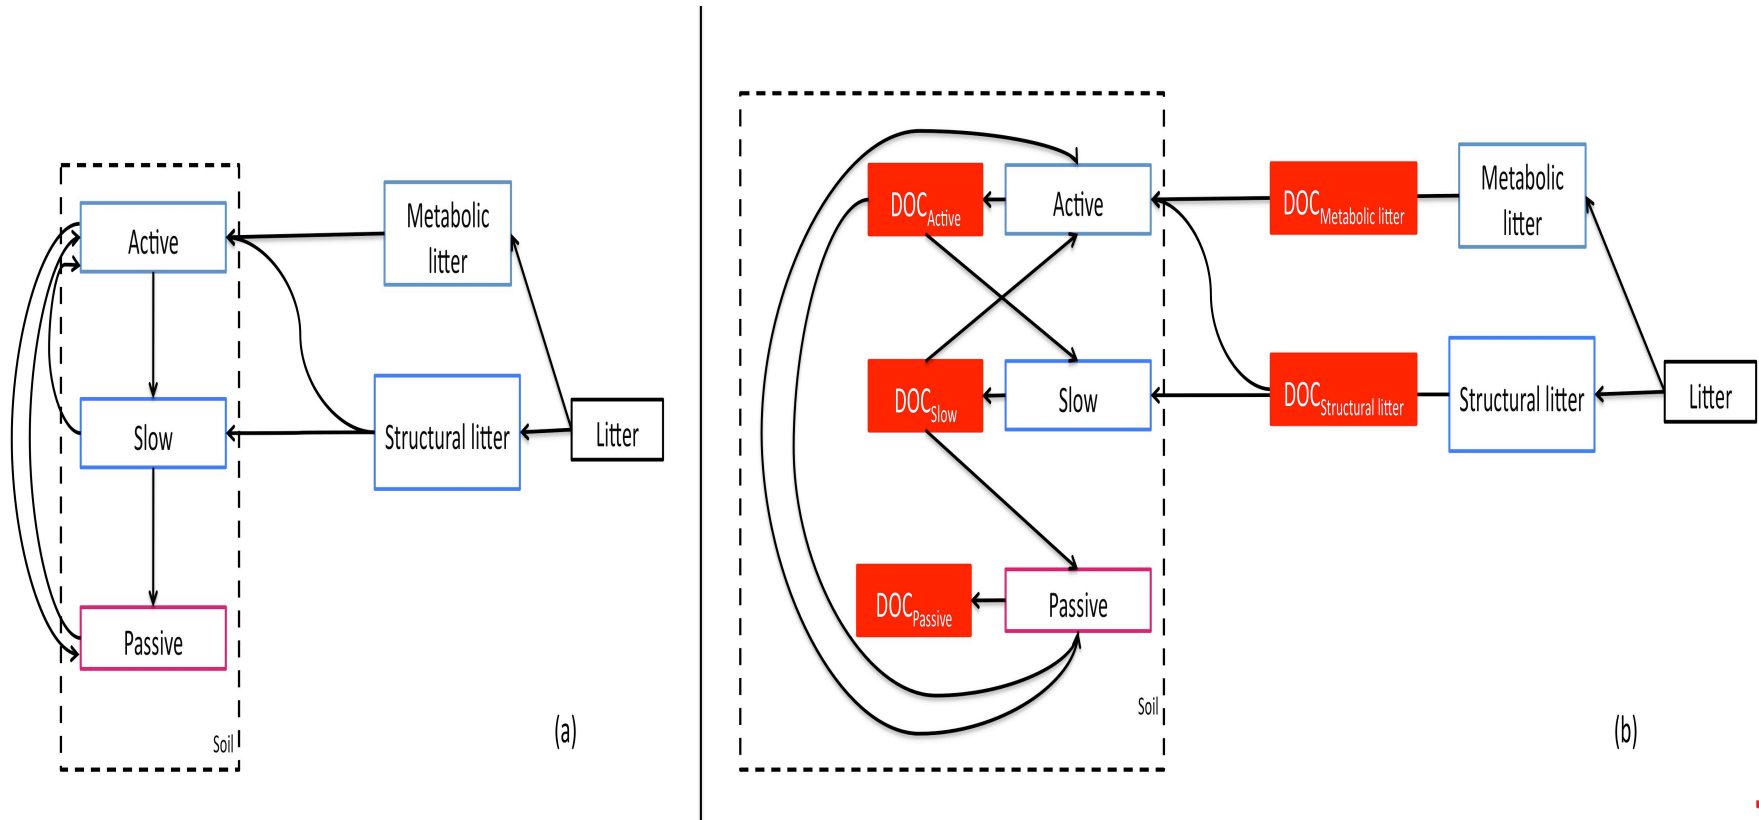 Active
Metabolic
litter
Slow
Structural litter
Litter
Passive
Soil
(a)
DOCActive
Active
DOCMetabolic litter
Metabolic
litter
DOCSlow
Slow
DOCStructural litter
Structural litter
Litter
DOCPassive
Passive
Soil
(b)